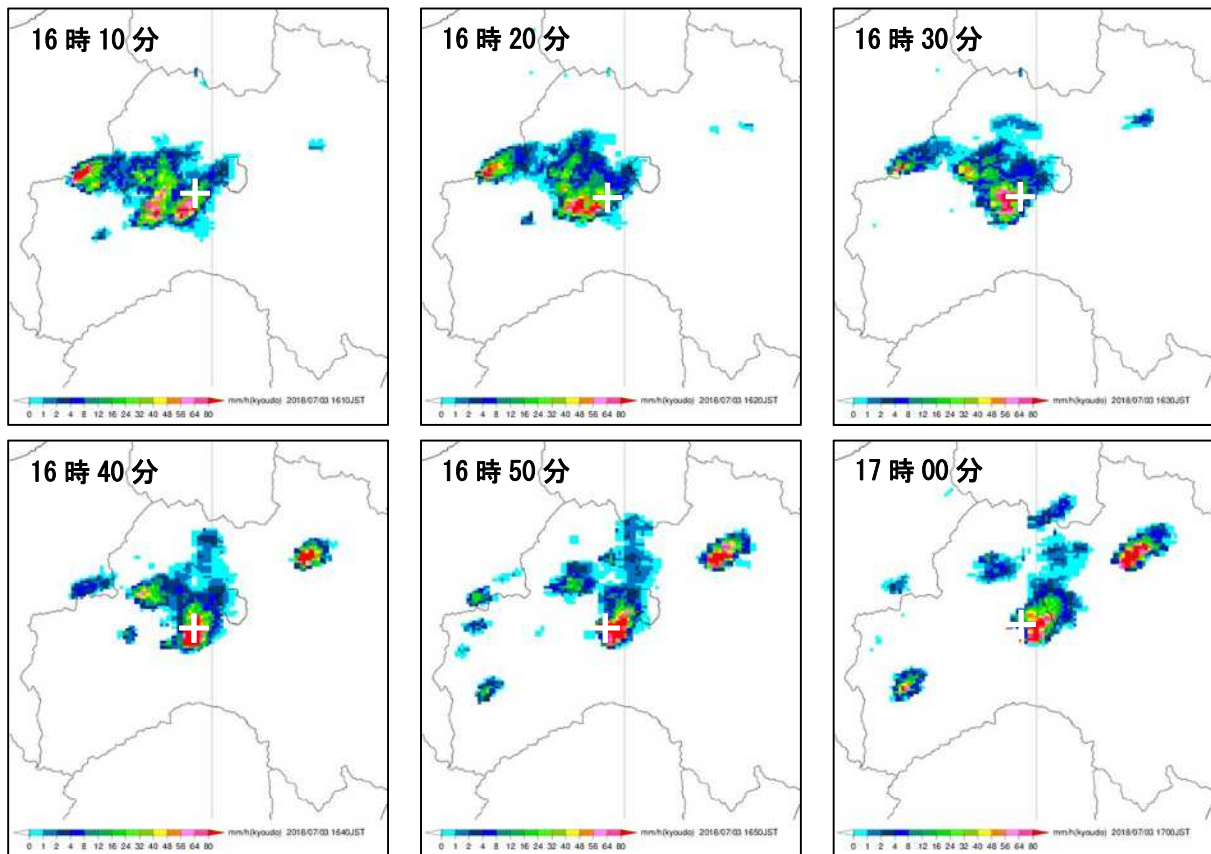 16時10分
0 1 2 4 8 12 16 24 32 40 48 56 64 80 mm/h(kyoudo) 2018/07/03 1610JST
16時20分
0 1 2 4 8 12 16 24 32 40 48 56 64 80 mm/h(kyoudo) 2018/07/03 1620JST
16時30分
0 1 2 4 8 12 16 24 32 40 48 56 64 80 mm/h(kyoudo) 2018/07/03 1630JST
16時40分
0 1 2 4 8 12 16 24 32 40 48 56 64 80 mm/h(kyoudo) 2018/07/03 1640JST
16時50分
0 1 2 4 8 12 16 24 32 40 48 56 64 80 mm/h(kyoudo) 2018/07/03 1650JST
17時00分
0 1 2 4 8 12 16 24 32 40 48 56 64 80 mm/h(kyoudo) 2018/07/03 1700JST